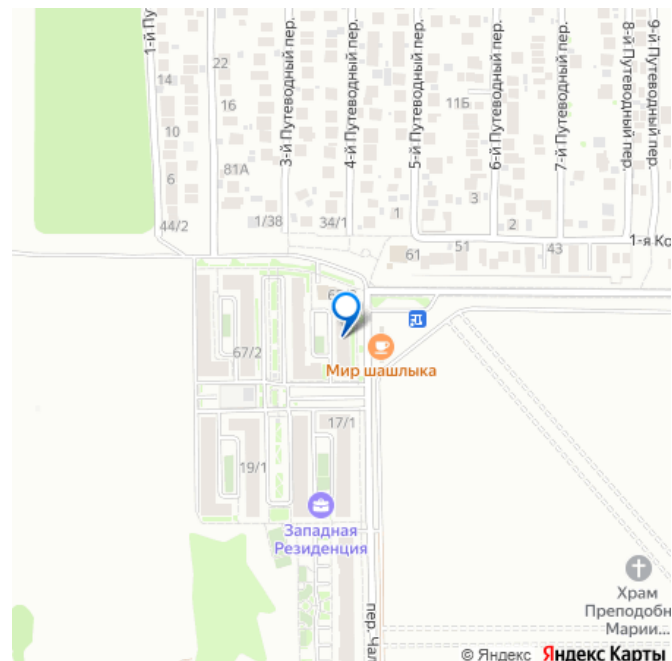 1-й Пу
22
3-й Путеводный пер.
4-й Путеводный пер.
5-й Путеводный пер.
6-й Путеводный пер.
7-й Путеводный пер.
8-й Путеводный пер.
9-й Путеводный пер.
14
16
11Б
10
81А
6
3
44/2
1/38
34/1
1
2
61
51
43
1-я Ко
67/2
Мир шашлыка
17/1
19/1
Западная
Резиденция
пер. Чал
Храм
Преподобн
Марии...
© Яндекс Яндекс Карты